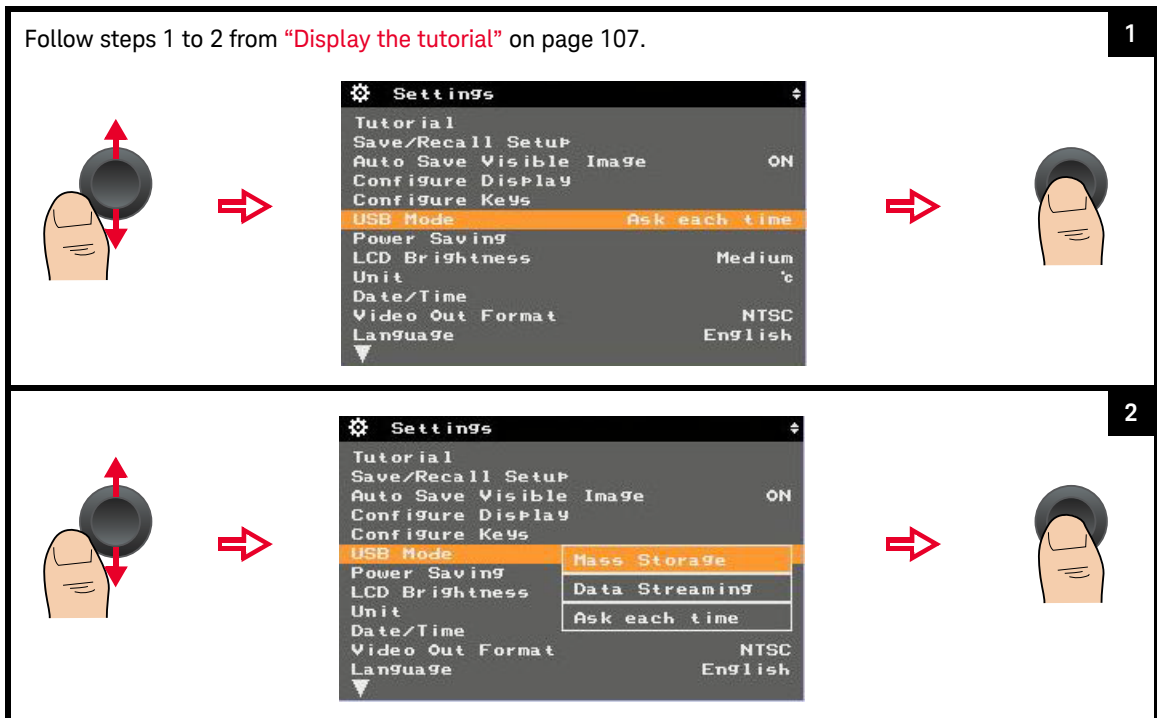 Follow steps 1 to 2 from “Display the tutorial” on page 107.
1
Settings
Tutorial
Save/Recall Setup
Auto Save Visible Image ON
Configure Display
Configure Keys
USB Mode Ask each time
Power Saving
LCD Brightness Medium
Unit °c
Date/Time
Video Out Format NTSC
Language English
2
Settings
Tutorial
Save/Recall Setup
Auto Save Visible Image ON
Configure Display
Configure Keys
USB Mode Mass Storage
Power Saving
LCD Brightness Data Streaming
Unit Ask each time
Date/Time
Video Out Format NTSC
Language English